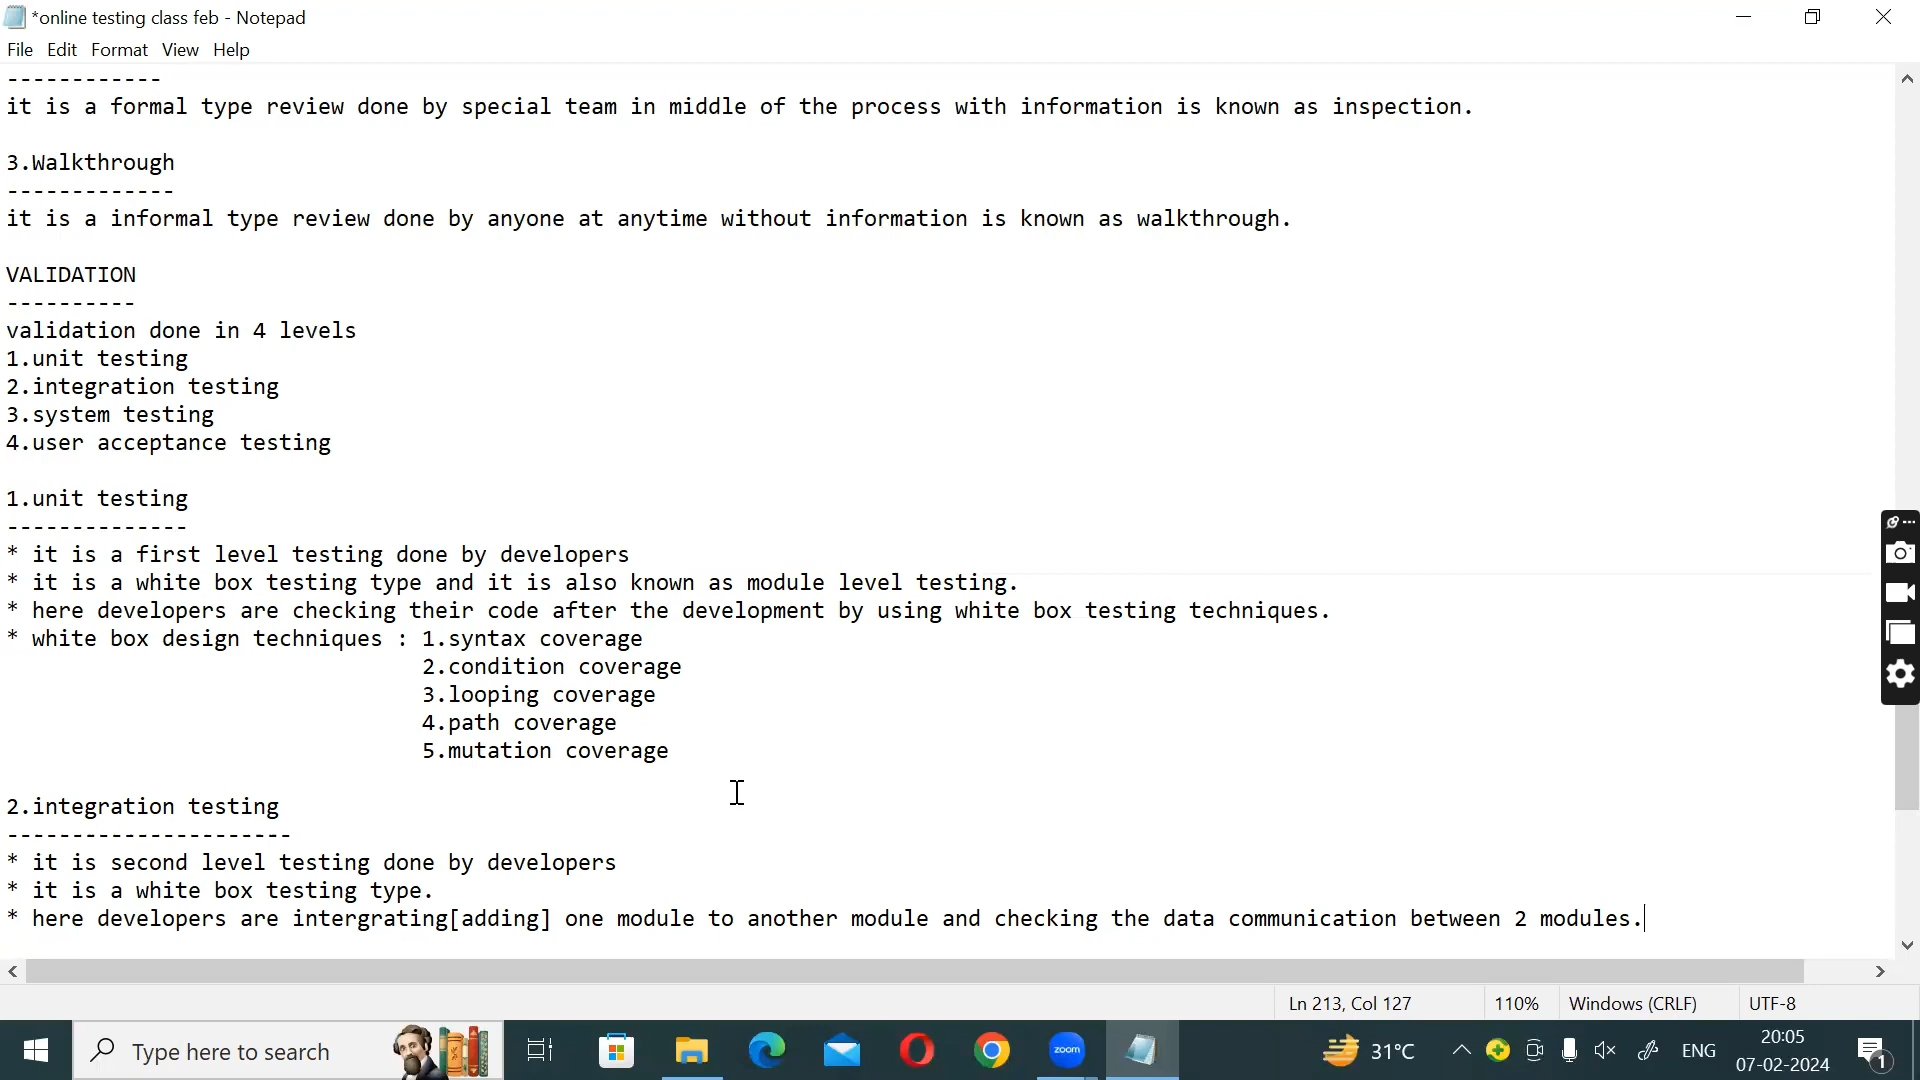 *online testing class feb - Notepad
File Edit Format View Help
------------
it is a formal type review done by special team in middle of the process with information is known as inspection.
3.Walkthrough
-------------
it is a informal type review done by anyone at anytime without information is known as walkthrough.
VALIDATION
----------
validation done in 4 levels
1.unit testing
2.integration testing
3.system testing
4.user acceptance testing
1.unit testing
--------------
* it is a first level testing done by developers
* it is a white box testing type and it is also known as module level testing.
* here developers are checking their code after the development by using white box testing techniques.
* white box design techniques : 1.syntax coverage
2.condition coverage
3.looping coverage
4.path coverage
5.mutation coverage
2.integration testing
----------------------
* it is second level testing done by developers
* it is a white box testing type.
* here developers are intergrating[adding] one module to another module and checking the data communication between 2 modules.
Ln 213, Col 127 110% Windows (CRLF) UTF-8
Type here to search zoom 31°C ENG 20:05
07-02-2024 1